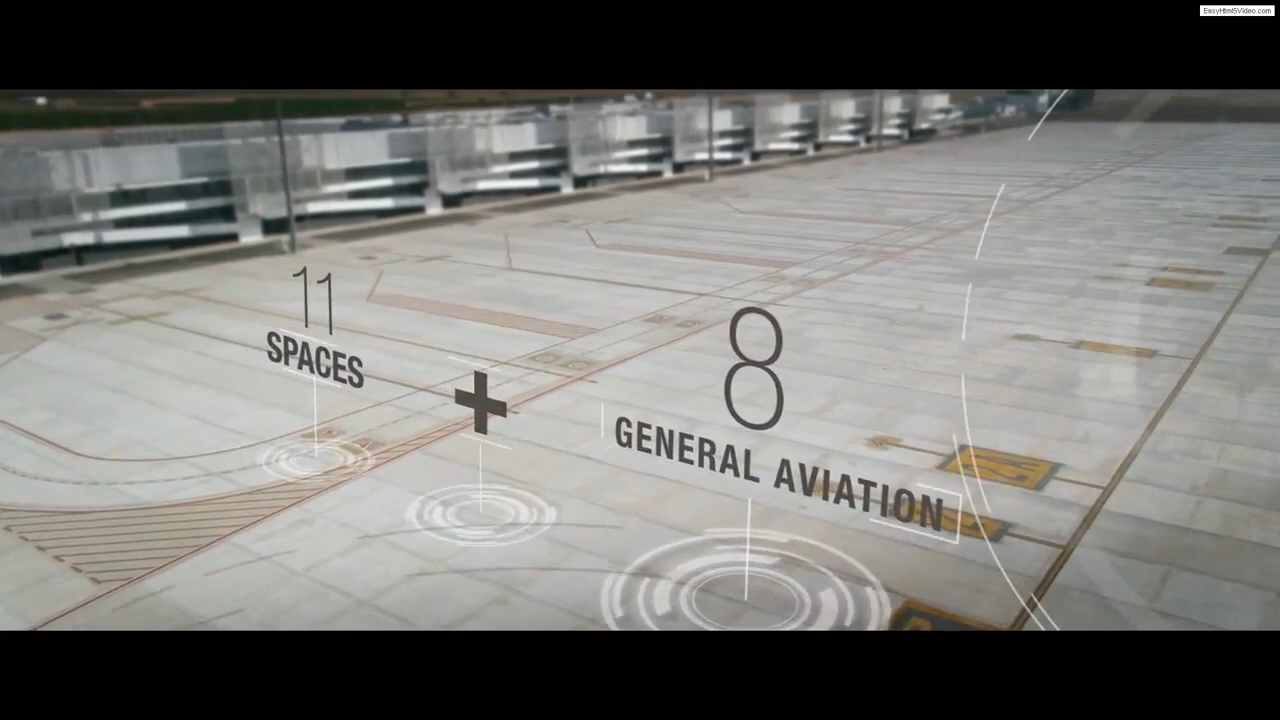 EasyHtml5Video.com
11
SPACES
+
8
GENERAL AVIATION